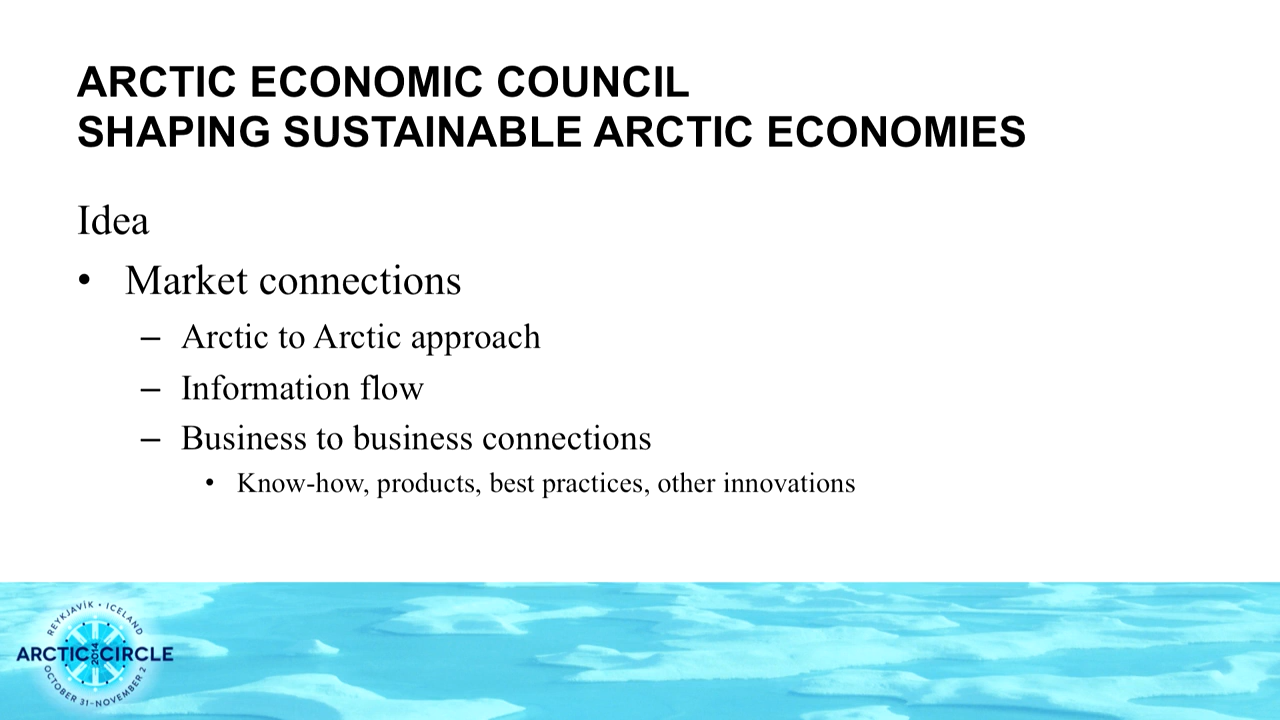 ARCTIC ECONOMIC COUNCIL
SHAPING SUSTAINABLE ARCTIC ECONOMIES
Idea
• Market connections
– Arctic to Arctic approach
– Information flow
– Business to business connections
• Know-how, products, best practices, other innovations
REYKJAVÍK • ICELAND
ARCTIC CIRCLE
2014
OCTOBER 31–NOVEMBER 2